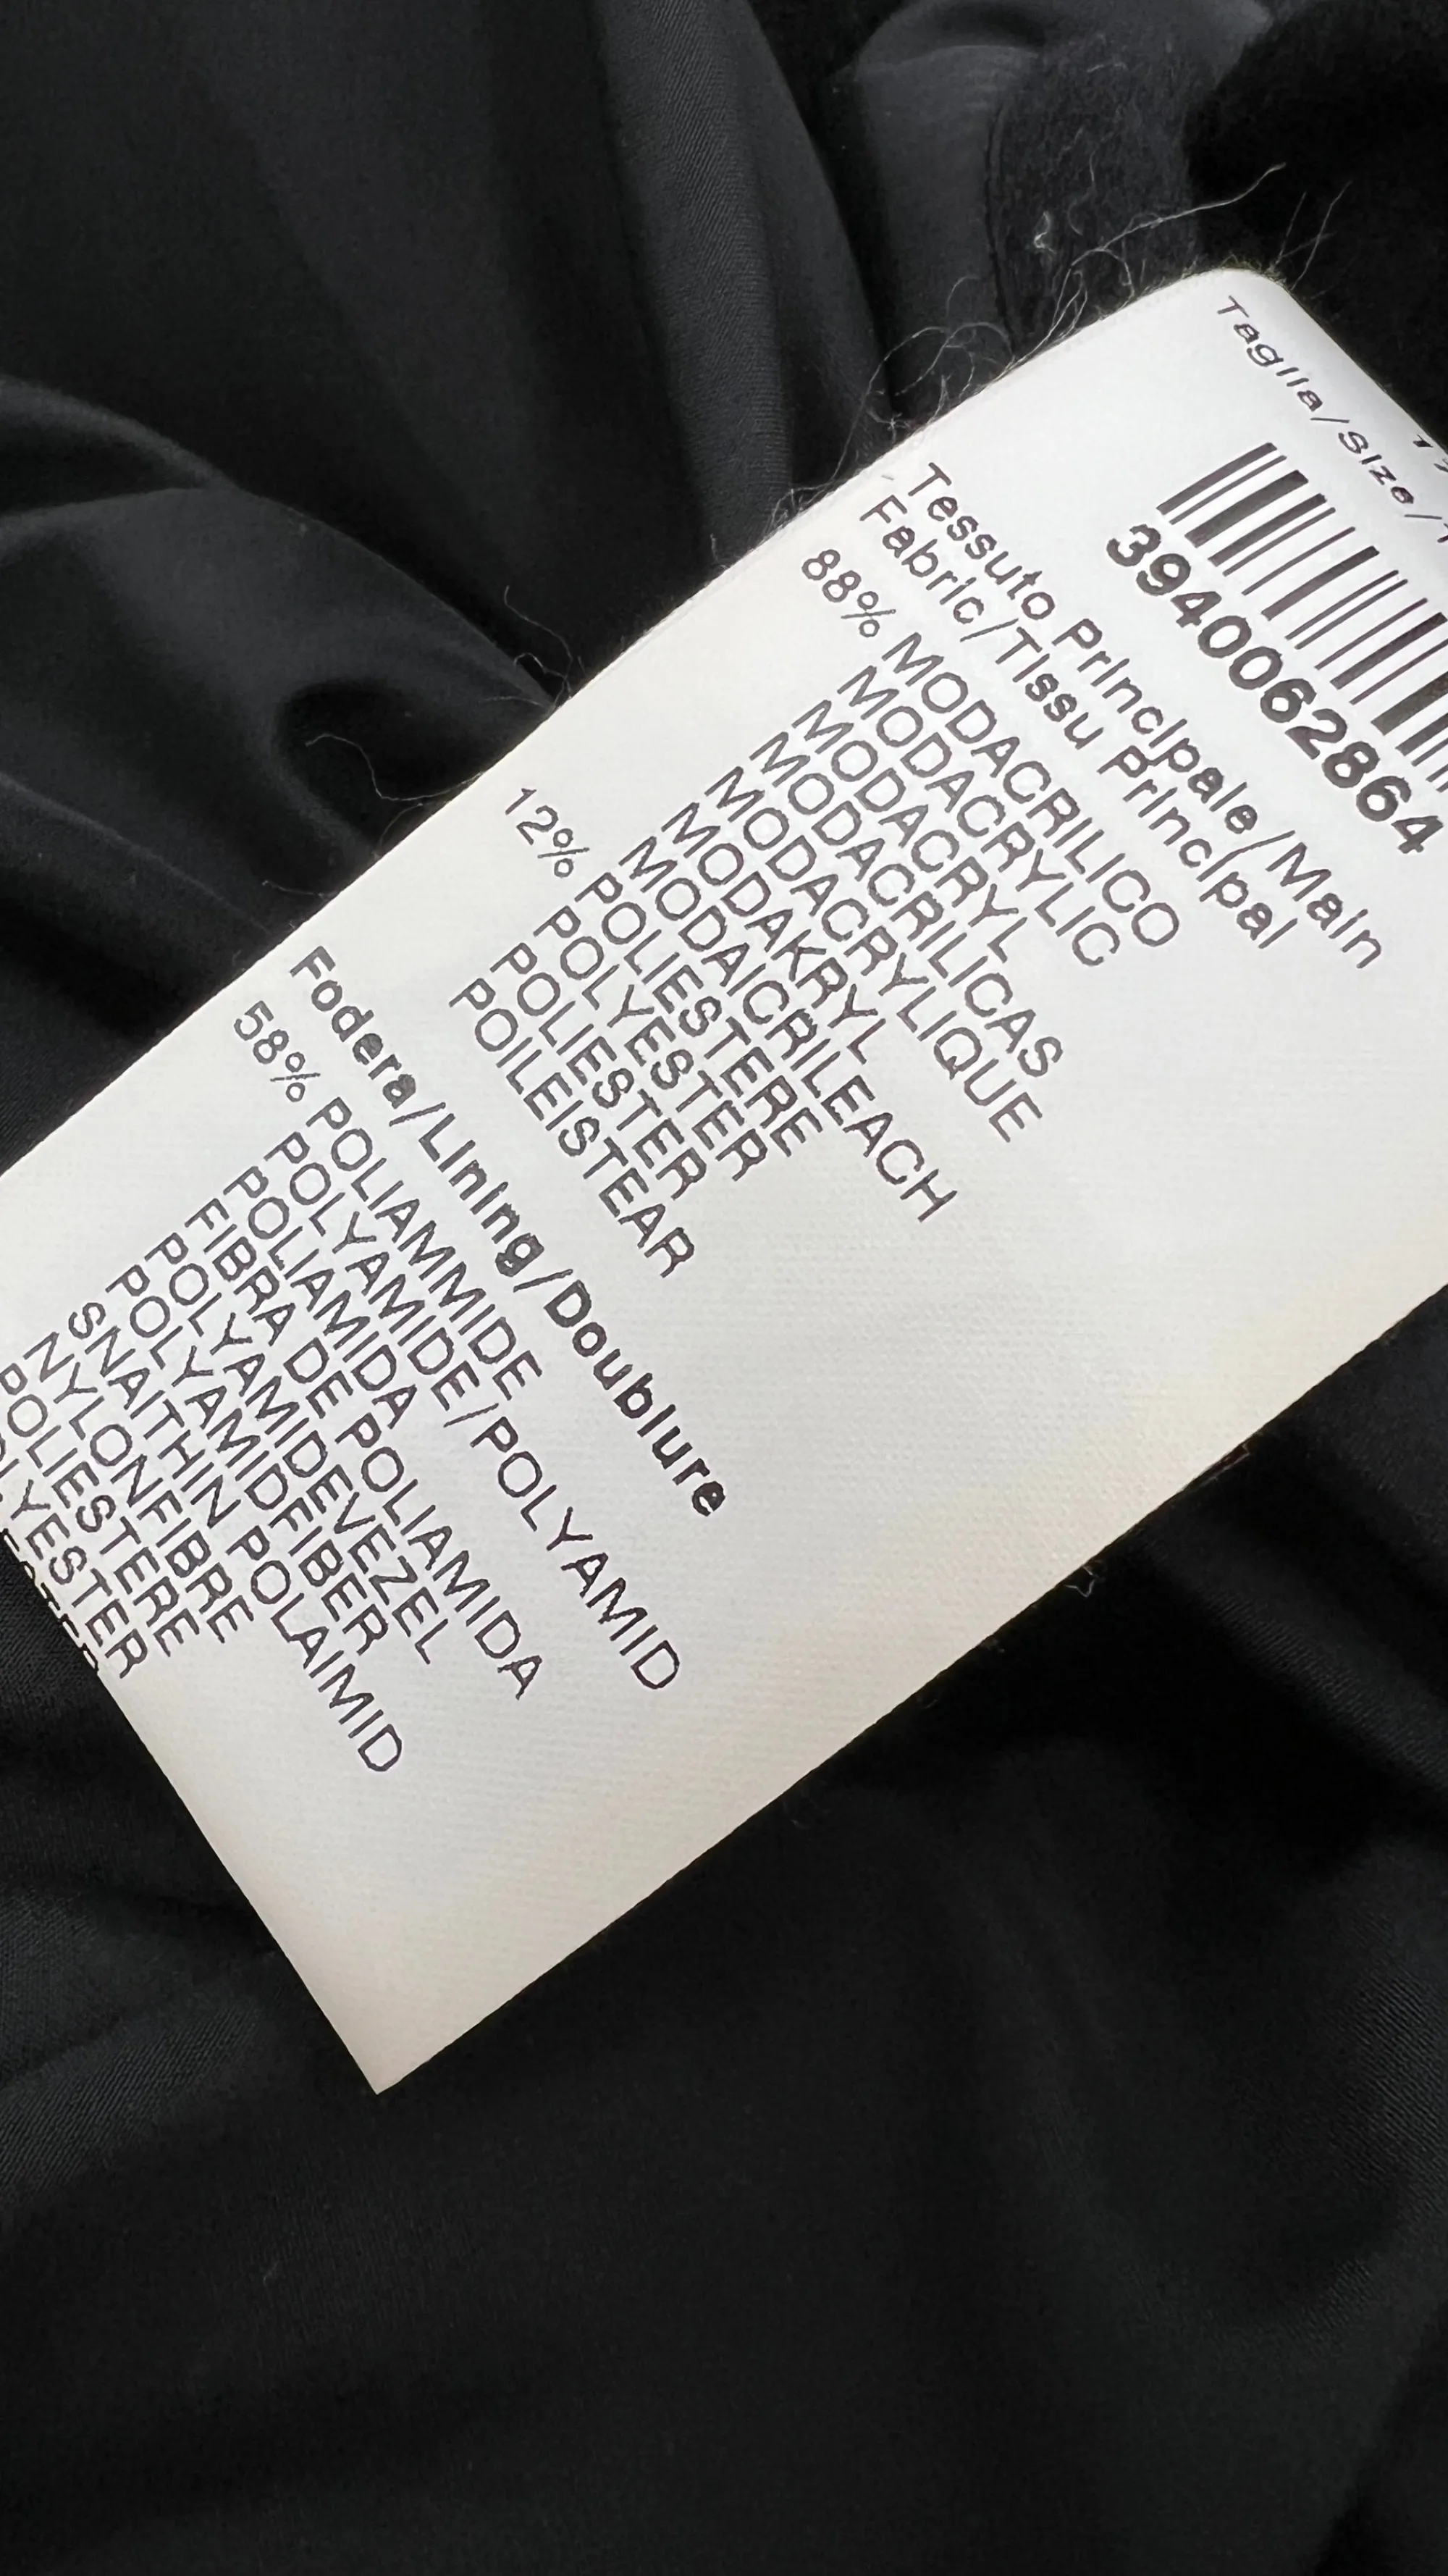 Taglia/Size/
3940062864
Tessuto Principale/Main
Fabric/Tissu Principal
88% MODACRILICO
MODACRYLIC
MODACRYL
MODACRILICAS
MODACRYLIQUE
MODAKRYL
MODAICRILEACH
12% POLIESTERE
POLYESTER
POLIESTER
POILEISTEAR
Fodera/Lining/Doublure
58% POLIAMMIDE
POLYAMIDE/POLYAMID
POLIAMIDA
FIBRA DE POLIAMIDA
POLYAMIDEVEZEL
POLYAMIDFIBER
SNAITHIN POLAIMID
NYLONFIBRE
POLIESTERE